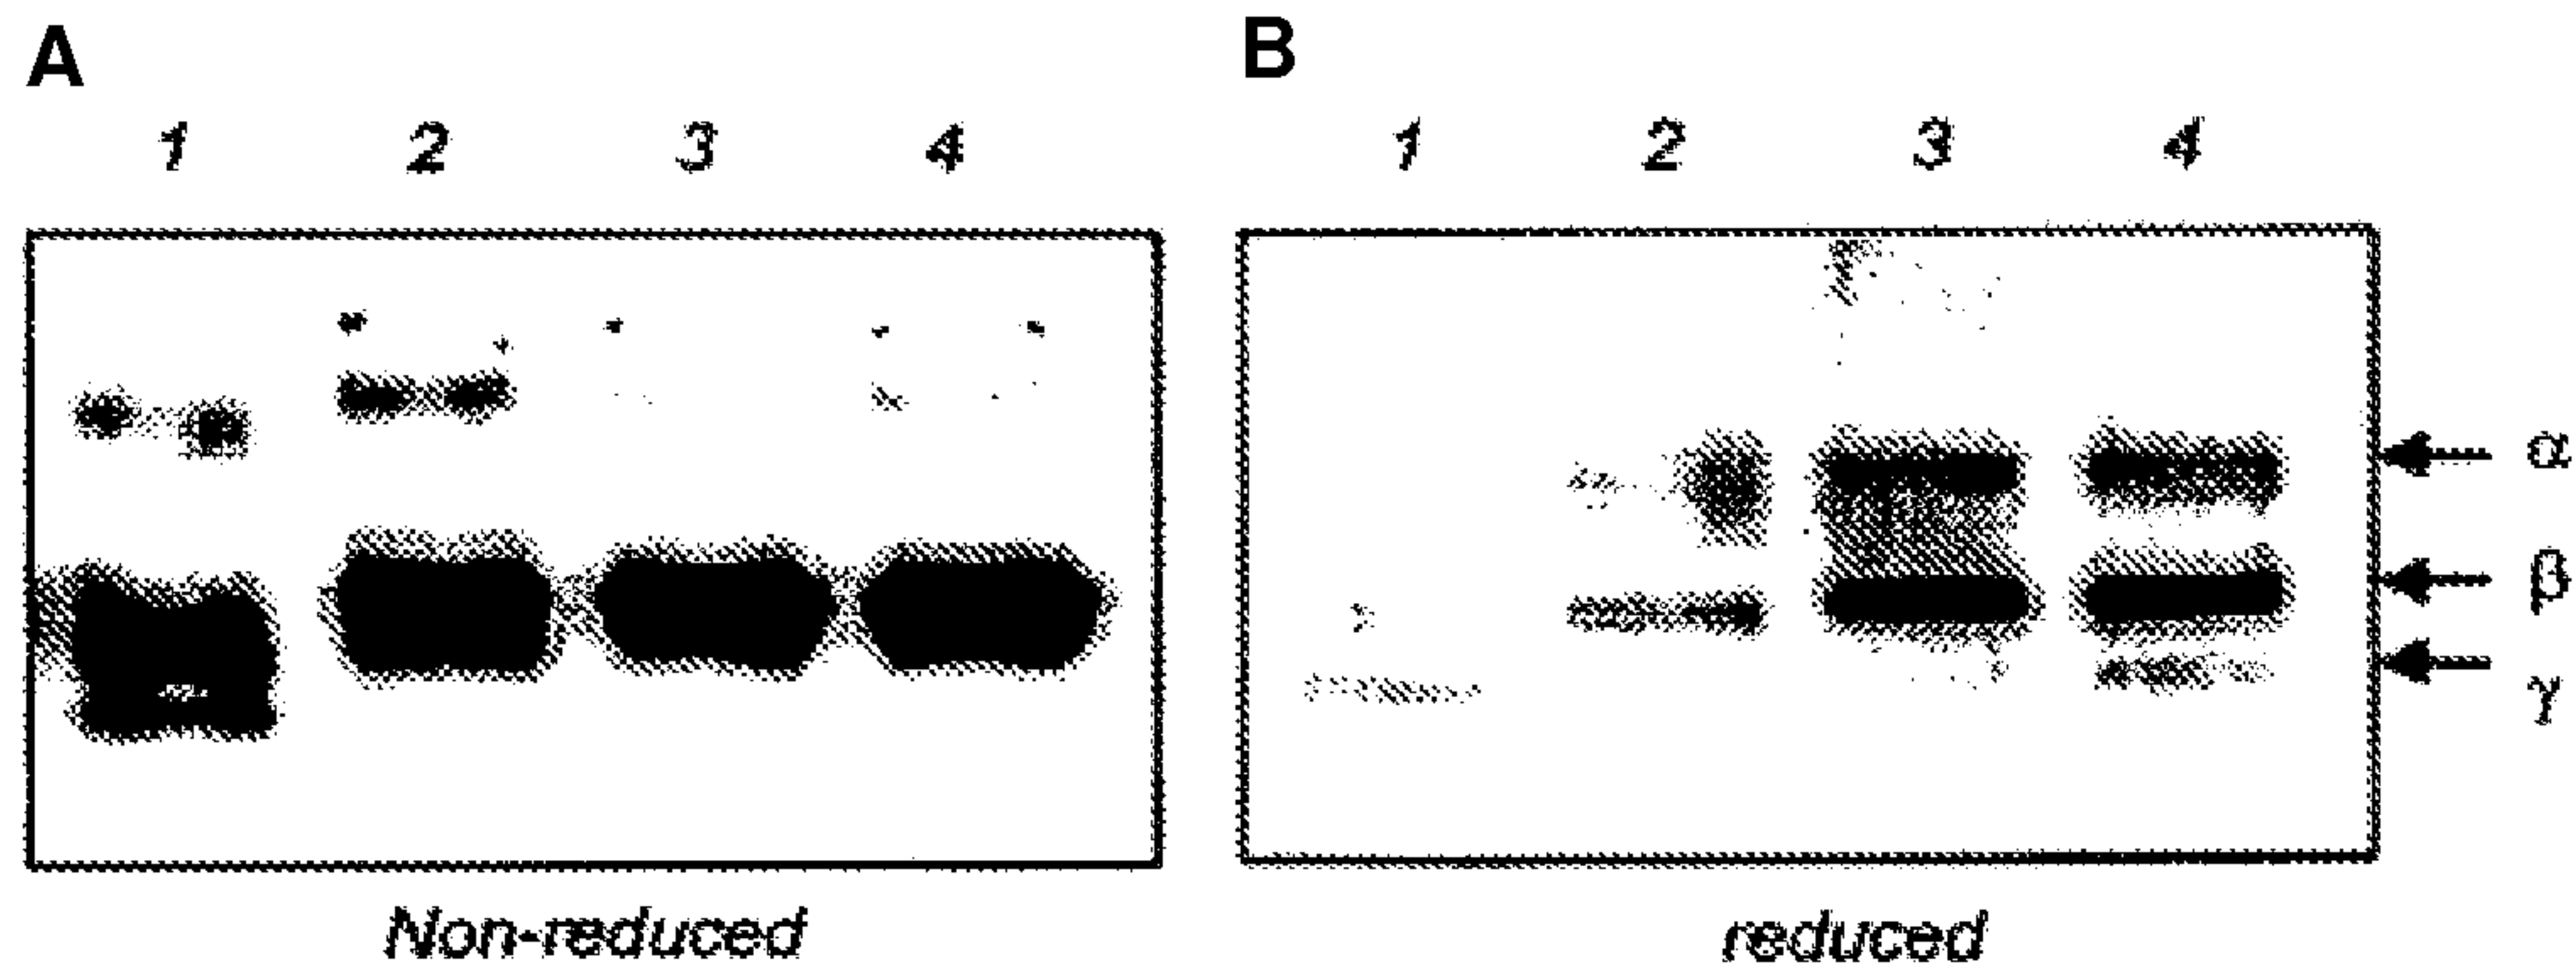 A B
1 2 3 4 1 2 3 4
α
β
γ
Non-reduced reduced